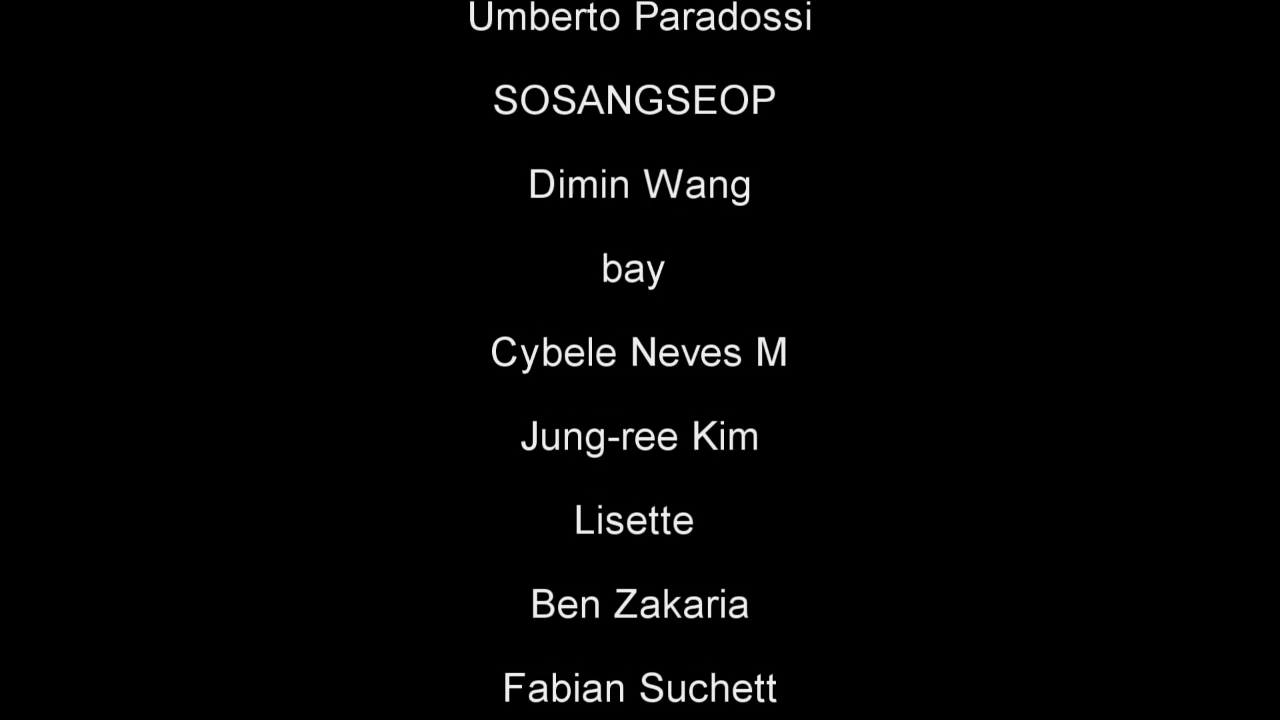 Umberto Paradossi
SOSANGSEOP
Dimin Wang
bay
Cybele Neves M
Jung-ree Kim
Lisette
Ben Zakaria
Fabian Suchett